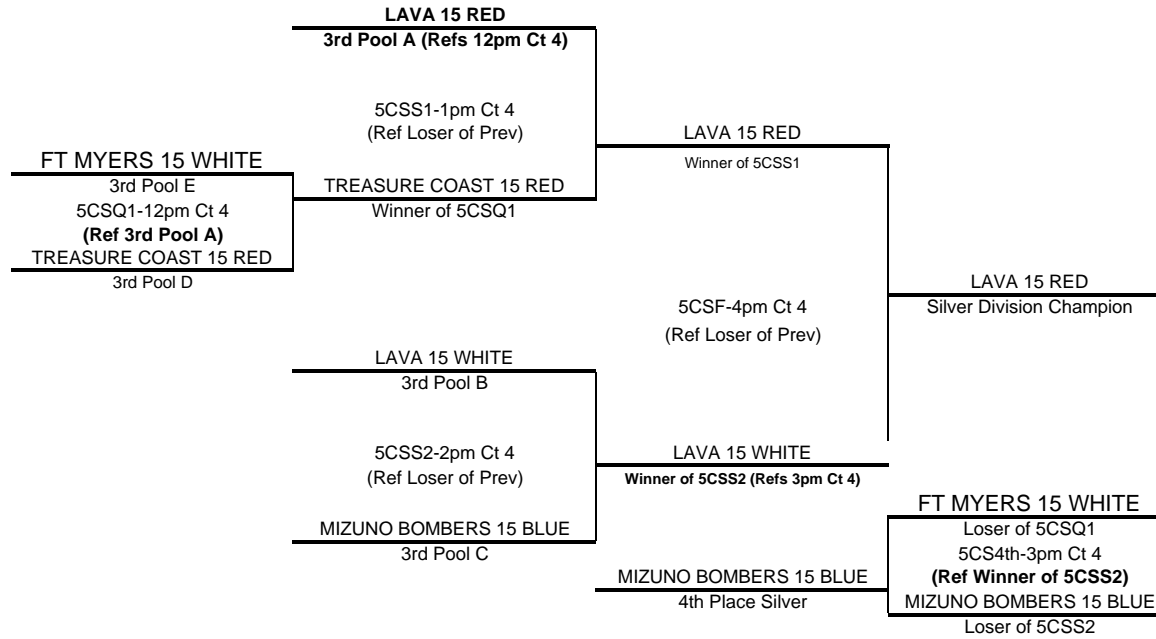 LAVA 15 RED
3rd Pool A (Refs 12pm Ct 4)
5CSS1-1pm Ct 4
(Ref Loser of Prev)
LAVA 15 RED
Winner of 5CSS1
FT MYERS 15 WHITE
3rd Pool E
5CSQ1-12pm Ct 4
(Ref 3rd Pool A)
TREASURE COAST 15 RED
3rd Pool D
TREASURE COAST 15 RED
Winner of 5CSQ1
LAVA 15 RED
Silver Division Champion
5CSF-4pm Ct 4
(Ref Loser of Prev)
LAVA 15 WHITE
3rd Pool B
5CSS2-2pm Ct 4
(Ref Loser of Prev)
LAVA 15 WHITE
Winner of 5CSS2 (Refs 3pm Ct 4)
MIZUNO BOMBERS 15 BLUE
3rd Pool C
FT MYERS 15 WHITE
Loser of 5CSQ1
5CS4th-3pm Ct 4
(Ref Winner of 5CSS2)
MIZUNO BOMBERS 15 BLUE
Loser of 5CSS2
MIZUNO BOMBERS 15 BLUE
4th Place Silver